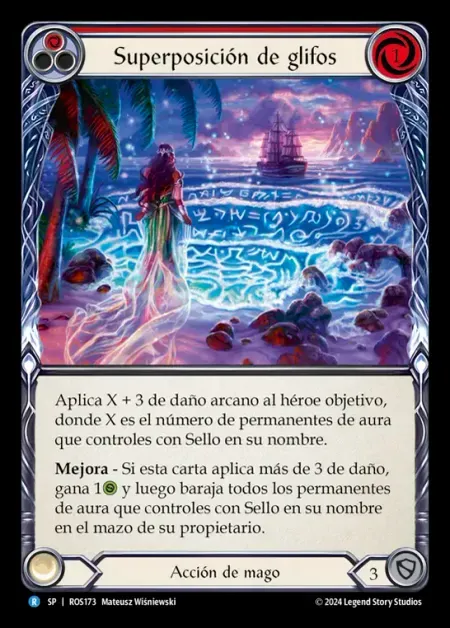 Superposición de glifos
1
Aplica X + 3 de daño arcano al héroe objetivo,
donde X es el número de permanentes de aura
que controles con Sello en su nombre.
Mejora - Si esta carta aplica más de 3 de daño,
gana 1 y luego baraja todos los permanentes
de aura que controles con Sello en su nombre
en el mazo de su propietario.
Acción de mago
3
R SP | ROS173 Mateusz Wiśniewski
© 2024 Legend Story Studios